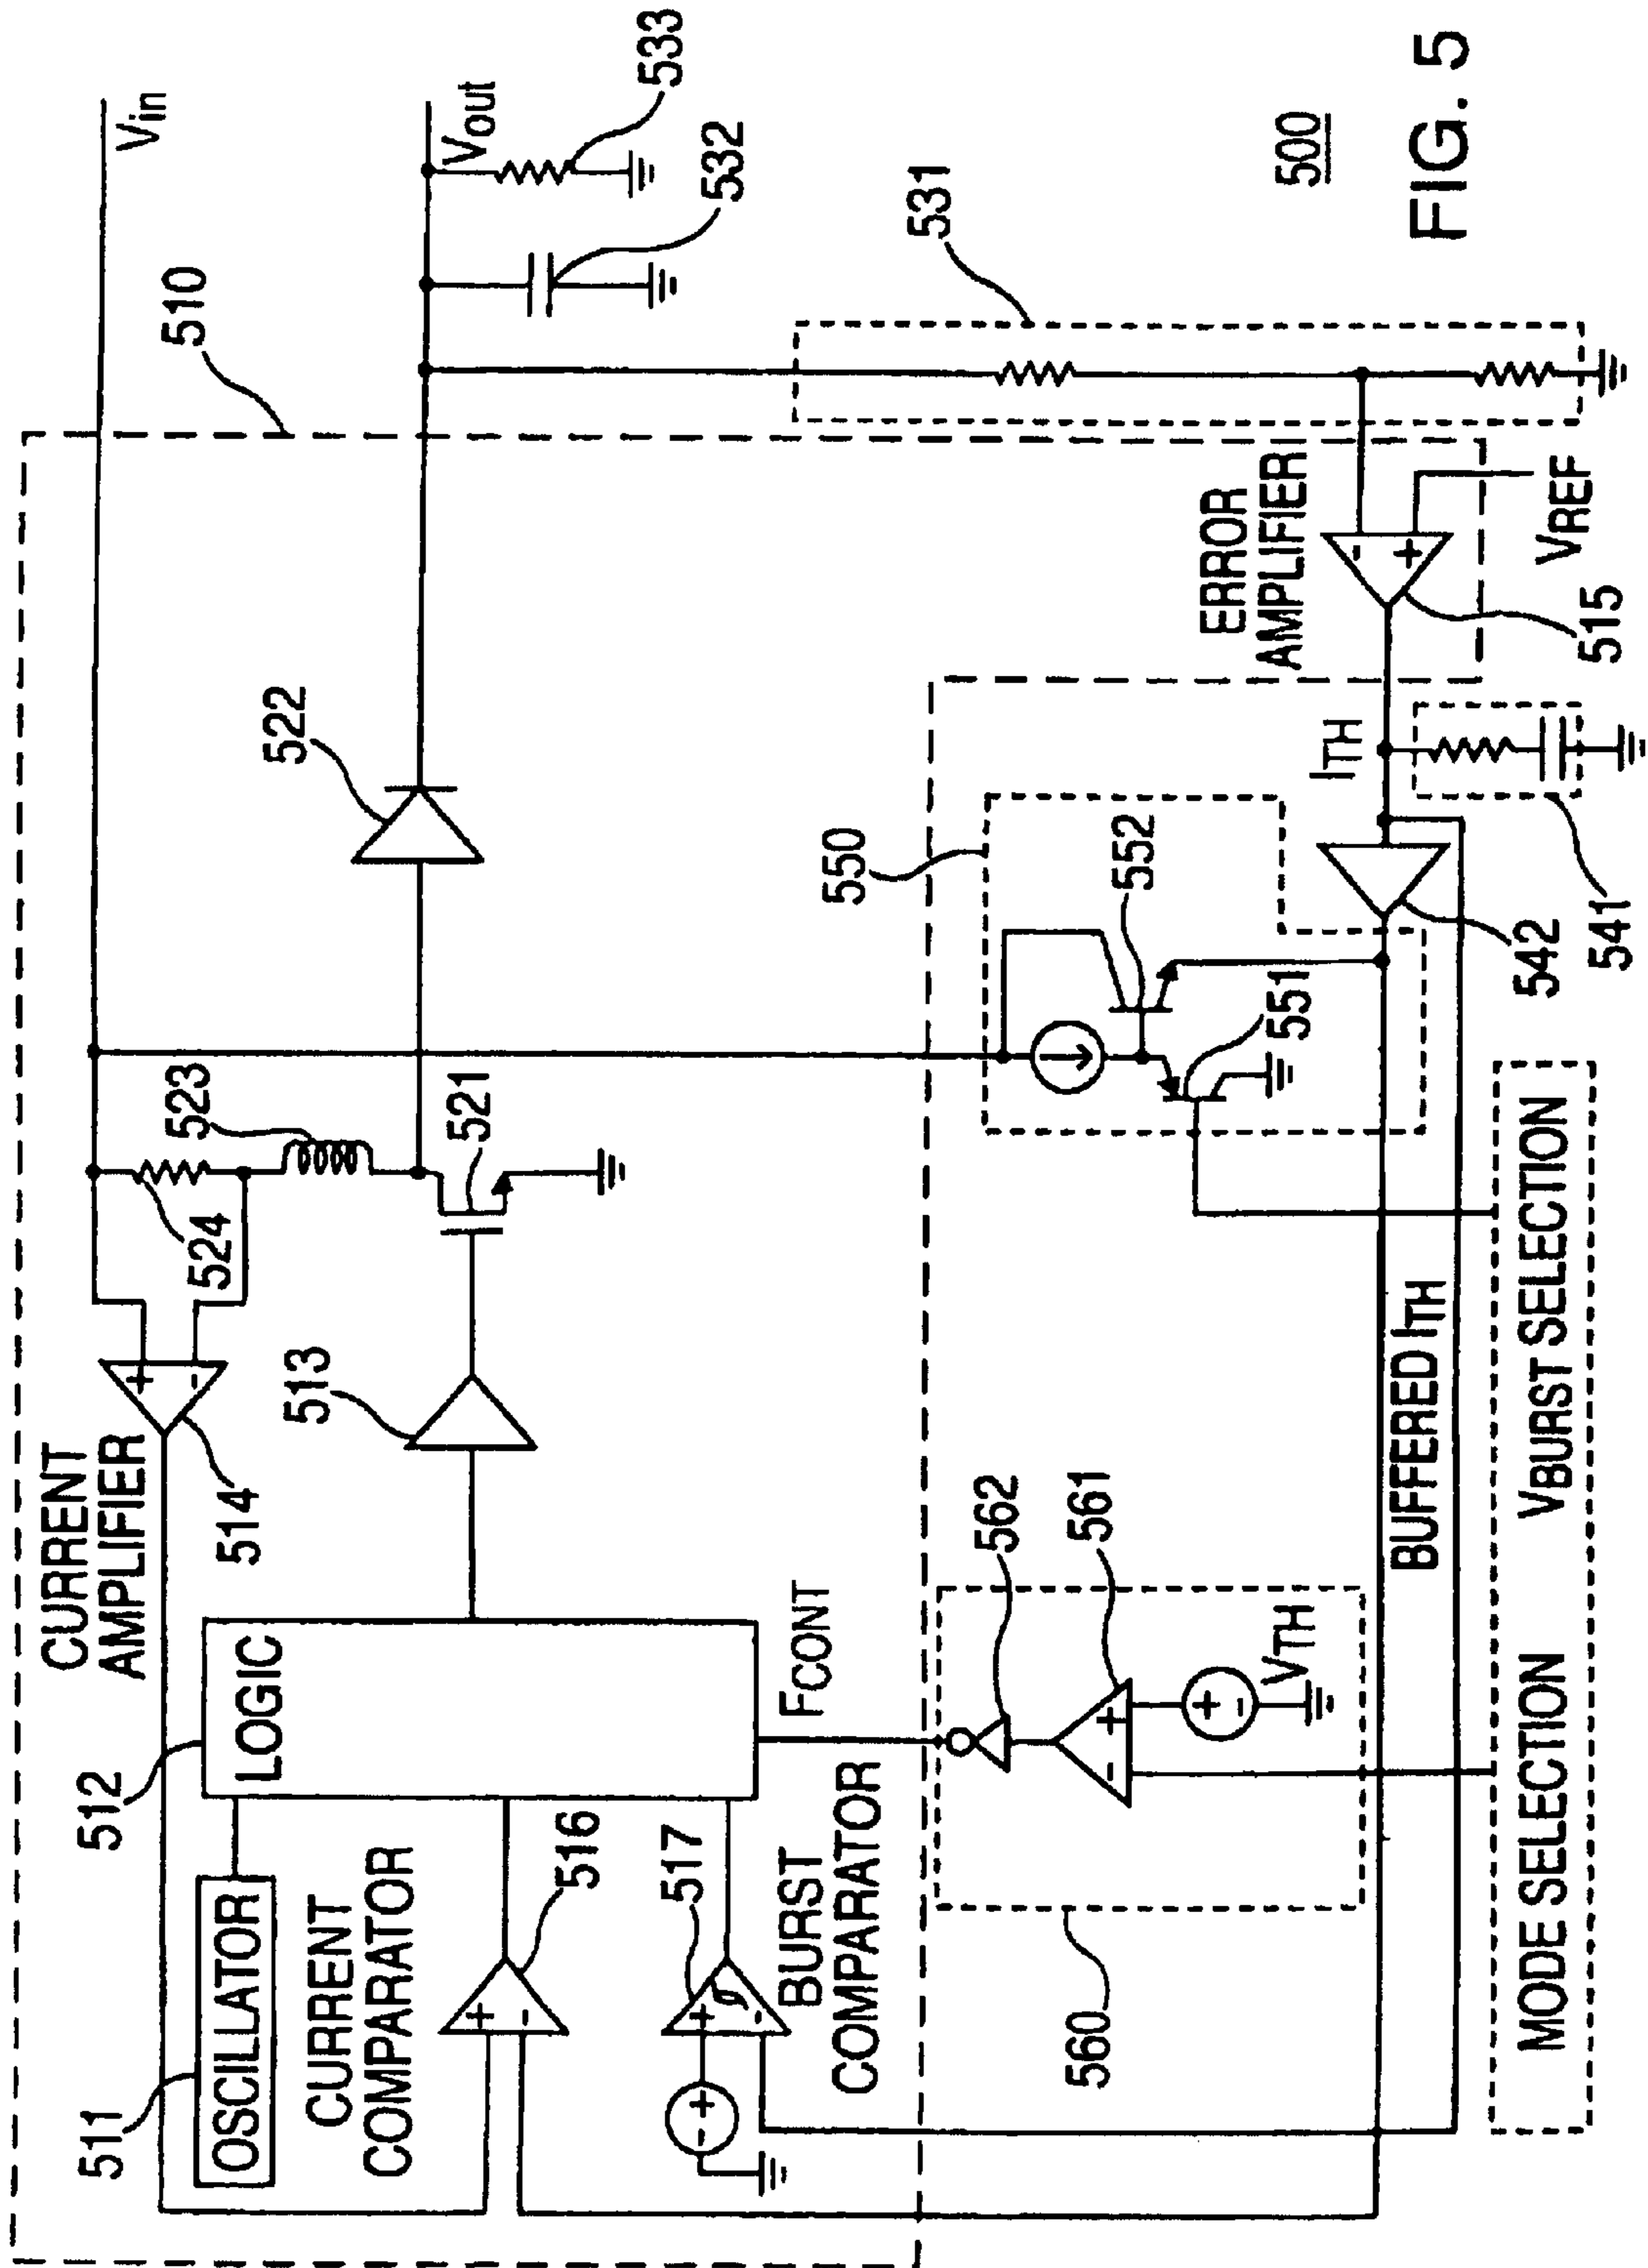 Vin
Vout
533
532
510
531
500
FIG. 5
522
ERROR
AMPLIFIER
VREF
515
550
552
551
ITH
542
541
523
524
521
CURRENT
AMPLIFIER
514
513
512
LOGIC
FCONT
562
561
VTH
560
BUFFERED ITH
511
OSCILLATOR
CURRENT
COMPARATOR
516
517
BURST
COMPARATOR
MODE SELECTION VBURST SELECTION